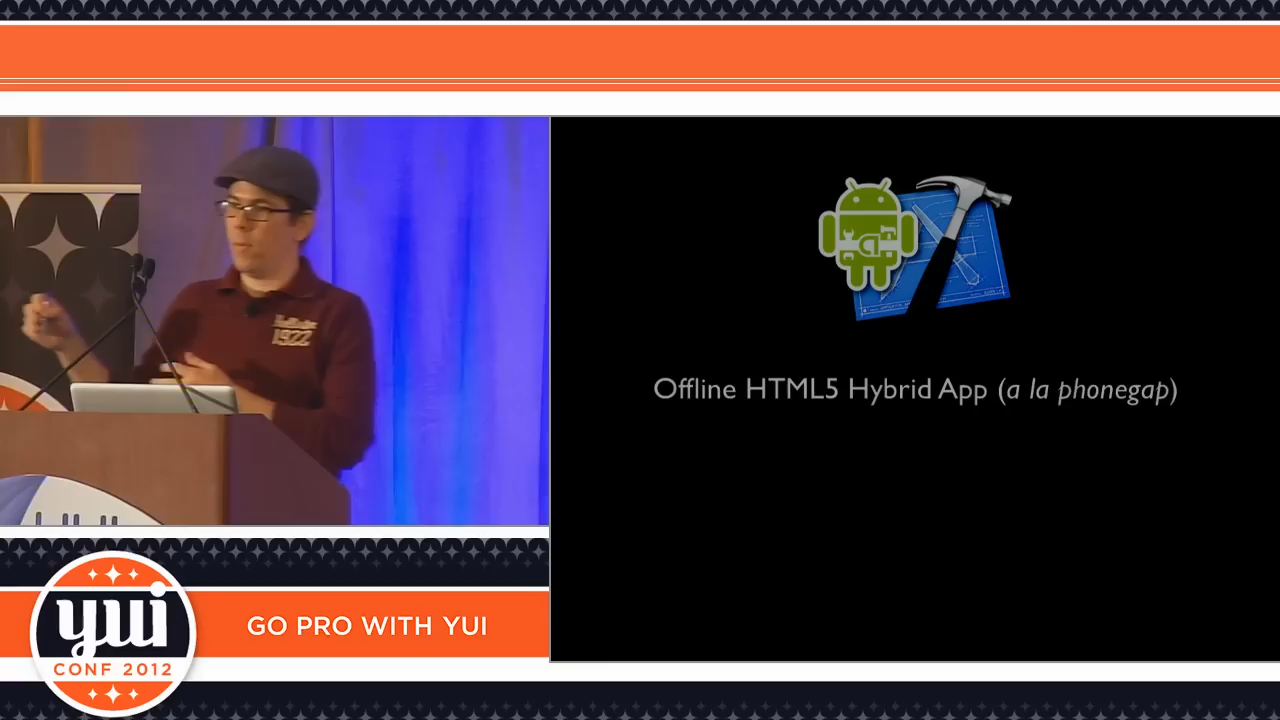 Offline HTML5 Hybrid App (a la phonegap)
1922
yui
CONF 2012
GO PRO WITH YUI